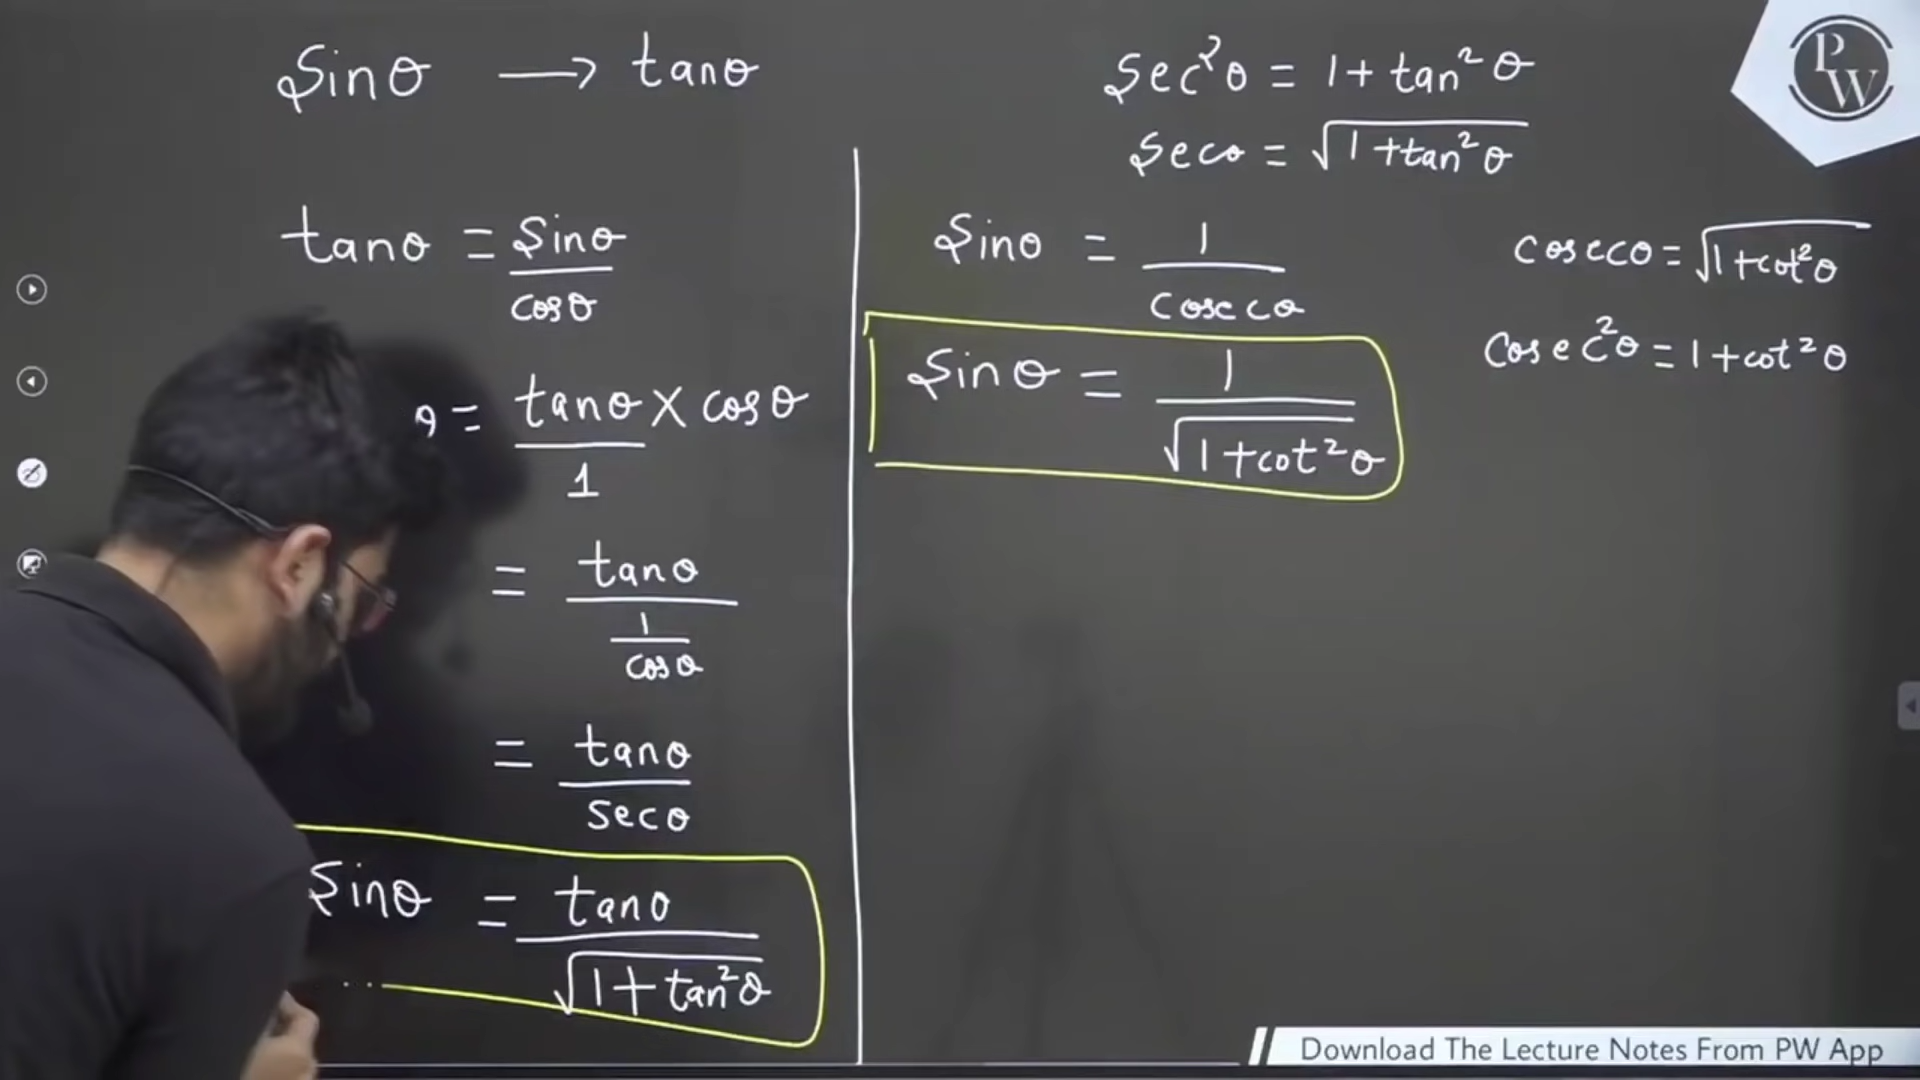 sinθ → tanθ
tanθ = sinθ / cosθ
θ = tanθ / 1 × cosθ
= tanθ / (1 / cosθ)
= tanθ / secθ
sinθ = tanθ / √(1 + tan²θ)
sec²θ = 1 + tan²θ
secθ = √(1 + tan²θ)
sinθ = 1 / cosecθ
sinθ = 1 / √(1 + cot²θ)
cosecθ = √(1 + cot²θ)
cosec²θ = 1 + cot²θ
PW
Download The Lecture Notes From PW App